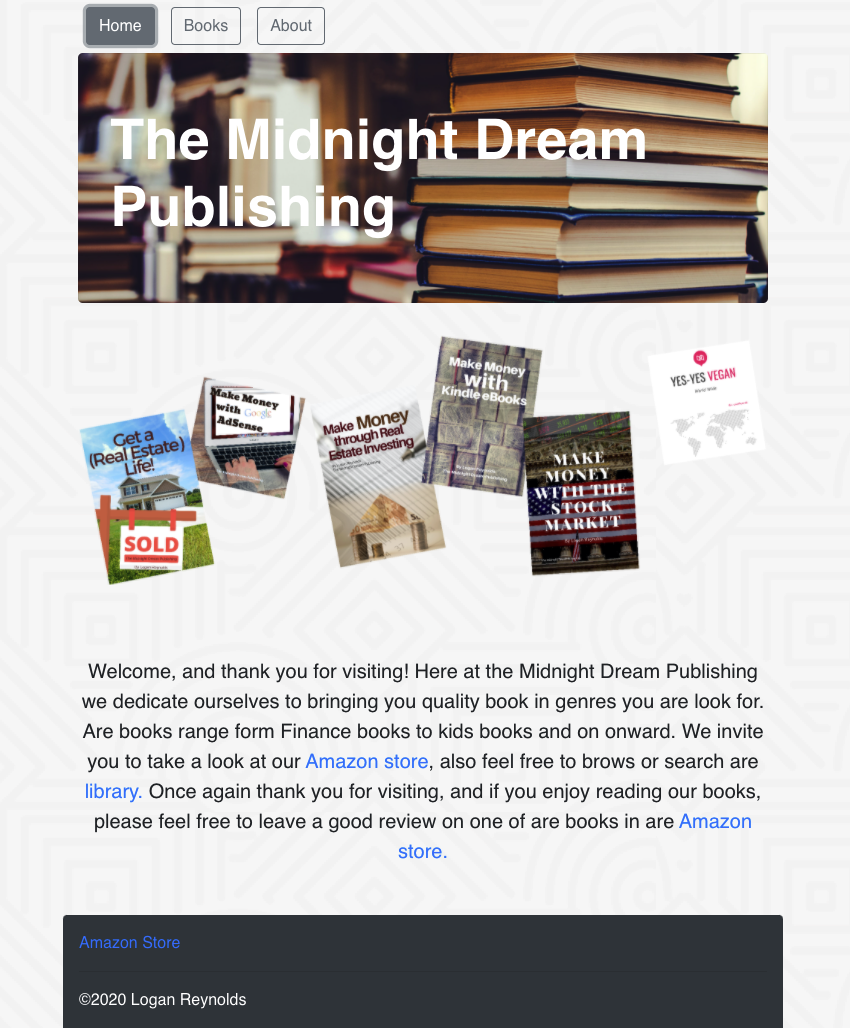 Home
Books
About
The Midnight Dream
Publishing
Get a
(Real Estate)
Life!
SOLD
Make Money
with Google
AdSense
Make Money
through Real
Estate Investing
Make Money
with
Kindle eBooks
MAKE
MONEY
WITH THE
STOCK
MARKET
By Logan Reynolds
YES-YES VEGAN
Welcome, and thank you for visiting! Here at the Midnight Dream Publishing
we dedicate ourselves to bringing you quality book in genres you are look for.
Are books range form Finance books to kids books and on onward. We invite
you to take a look at our Amazon store, also feel free to brows or search are
library. Once again thank you for visiting, and if you enjoy reading our books,
please feel free to leave a good review on one of are books in are Amazon
store.
Amazon Store
©2020 Logan Reynolds